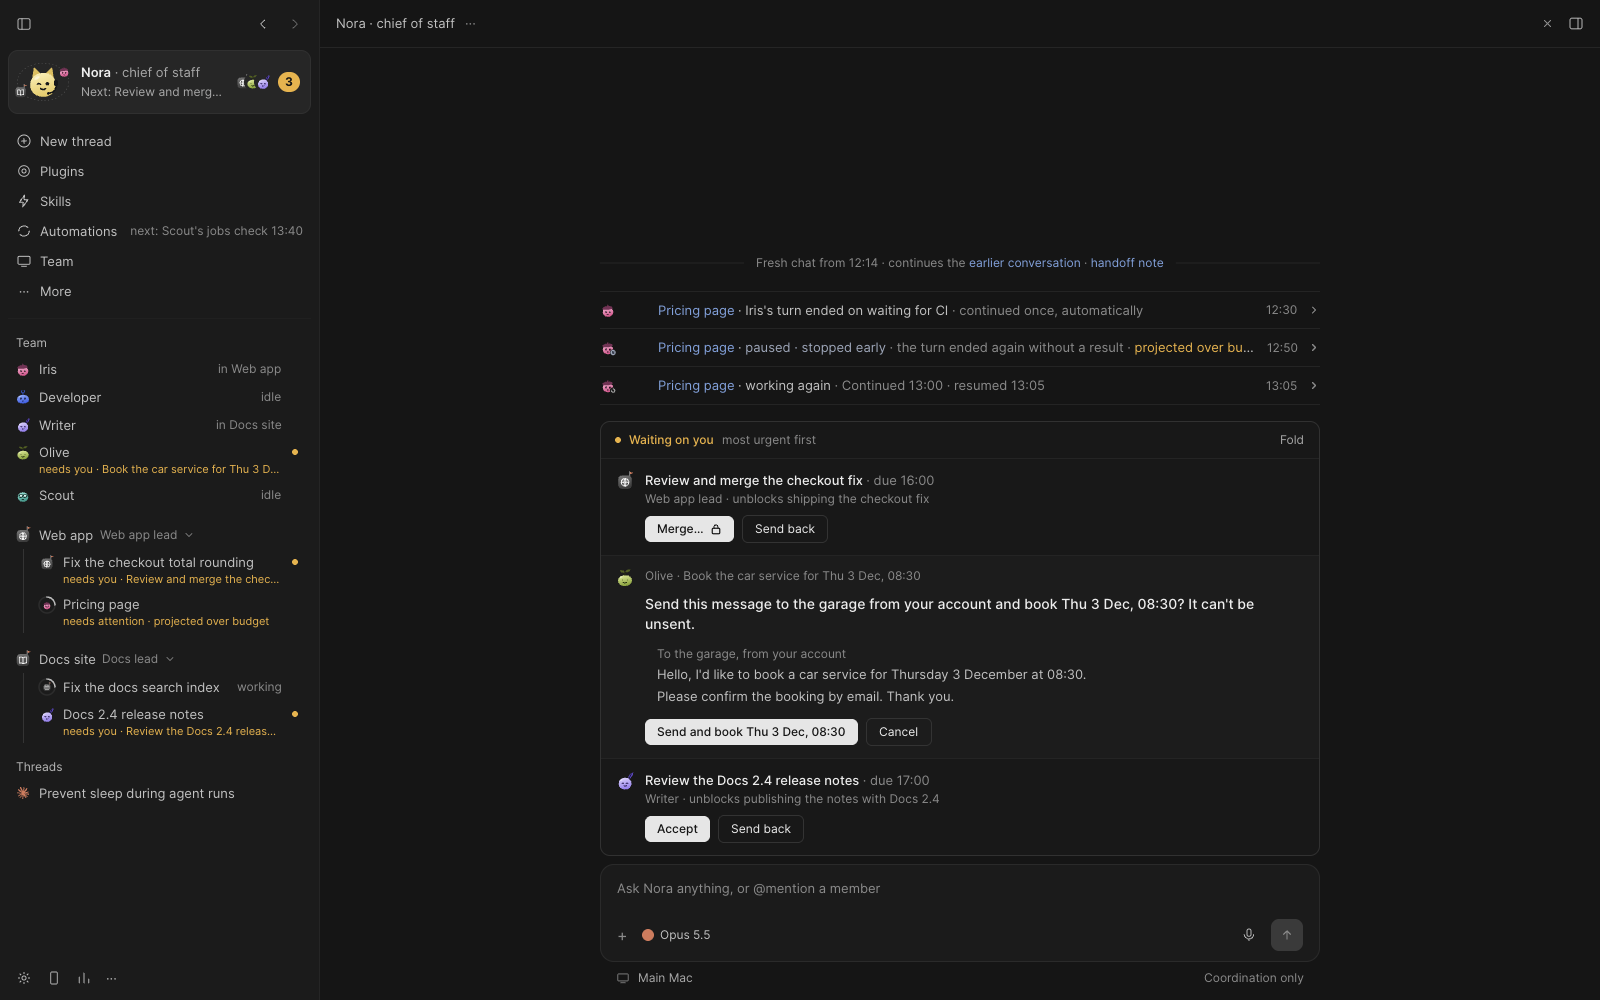 Nora · chief of staff
Next: Review and merg...
3
New thread
Plugins
Skills
Automations next: Scout's jobs check 13:40
Team
More
Team
Iris in Web app
Developer idle
Writer in Docs site
Olive
needs you · Book the car service for Thu 3 D...
Scout idle
Web app Web app lead
Fix the checkout total rounding
needs you · Review and merge the chec...
Pricing page
needs attention · projected over budget
Docs site Docs lead
Fix the docs search index working
Docs 2.4 release notes
needs you · Review the Docs 2.4 releas...
Threads
Prevent sleep during agent runs
Nora · chief of staff
Fresh chat from 12:14 · continues the earlier conversation · handoff note
Pricing page · Iris's turn ended on waiting for CI · continued once, automatically 12:30
Pricing page · paused · stopped early · the turn ended again without a result · projected over bu... 12:50
Pricing page · working again · Continued 13:00 · resumed 13:05 13:05
Waiting on you most urgent first Fold
Review and merge the checkout fix · due 16:00
Web app lead · unblocks shipping the checkout fix
Merge... Send back
Olive · Book the car service for Thu 3 Dec, 08:30
Send this message to the garage from your account and book Thu 3 Dec, 08:30? It can't be
unsent.
To the garage, from your account
Hello, I'd like to book a car service for Thursday 3 December at 08:30.
Please confirm the booking by email. Thank you.
Send and book Thu 3 Dec, 08:30 Cancel
Review the Docs 2.4 release notes · due 17:00
Writer · unblocks publishing the notes with Docs 2.4
Accept Send back
Ask Nora anything, or @mention a member
Opus 5.5
Main Mac Coordination only